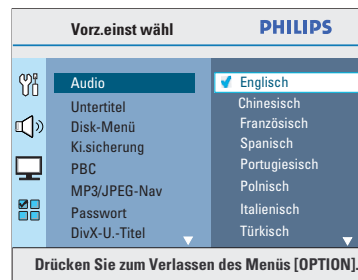 Vorz.einst wähl
PHILIPS
Audio
Untertitel
Disk-Menü
Ki.sicherung
PBC
MP3/JPEG-Nav
Passwort
DivX-U.-Titel
Englisch
Chinesisch
Französisch
Spanisch
Portugiesisch
Polnisch
Italienisch
Türkisch
Drücken Sie zum Verlassen des Menüs [OPTION].